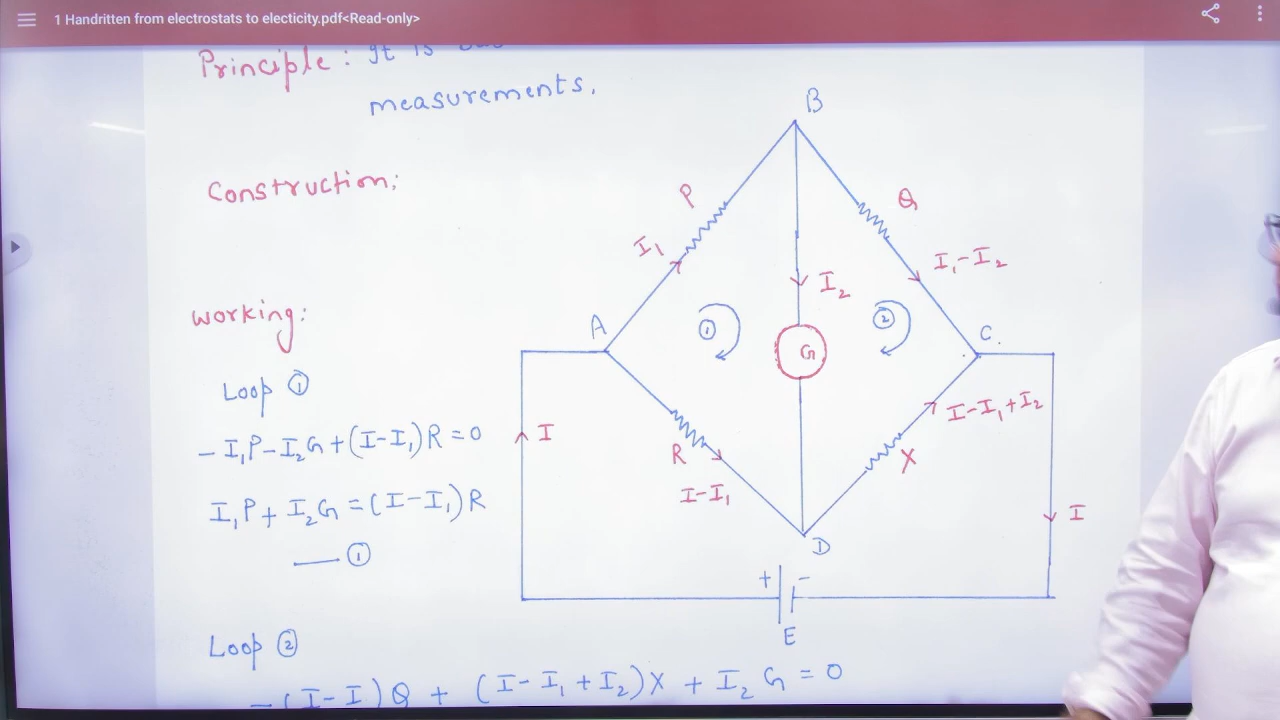 1 Handritten from electrostats to electicity.pdf<Read-only>
Principle: It is
measurements.
Construction;
Working:
Loop ①
- I₁P - I₂G + (I-I₁)R = 0
I₁P + I₂G = (I-I₁)R
— ①
Loop ②
- (I-I )Q + (I-I₁+I₂)X + I₂G = 0
B
P
Q
I₁
I₁-I₂
I₂
A
①
②
C.
G
I
I-I₁+I₂
R
X
I-I₁
I
D
+ -
E